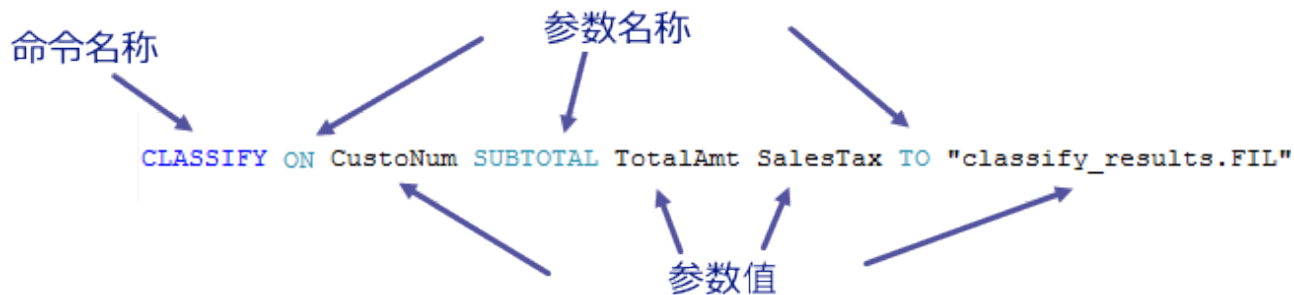 参数名称
命令名称
CLASSIFY ON CustoNum SUBTOTAL TotalAmt SalesTax TO "classify_results.FIL"
参数值